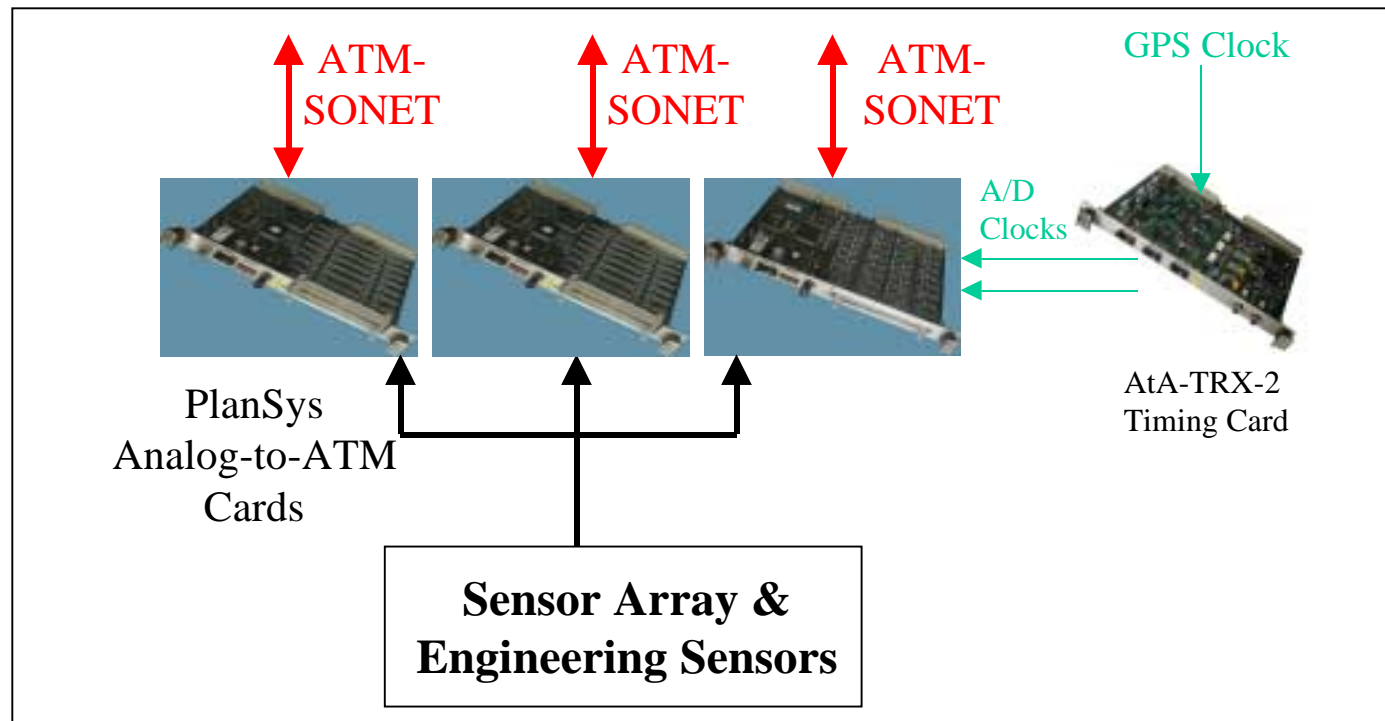 ATM-
SONET
ATM-
SONET
ATM-
SONET
GPS Clock
A/D
Clocks
PlanSys
Analog-to-ATM
Cards
AtA-TRX-2
Timing Card
Sensor Array &
Engineering Sensors